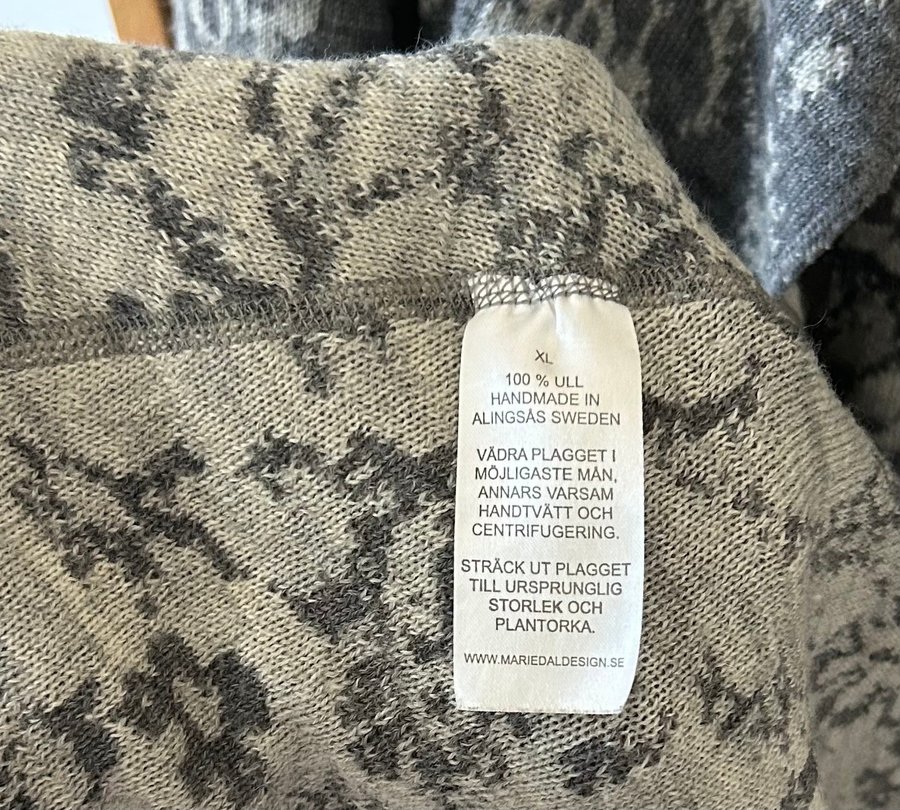 XL
100 % ULL
HANDMADE IN
ALINGSÅS SWEDEN
VÄDRA PLAGGET I
MÖJLIGASTE MÅN,
ANNARS VARSAM
HANDTVÄTT OCH
CENTRIFUGERING.
STRÄCK UT PLAGGET
TILL URSPRUNGLIG
STORLEK OCH
PLANTORKA.
WWW.MARIEDALDESIGN.SE